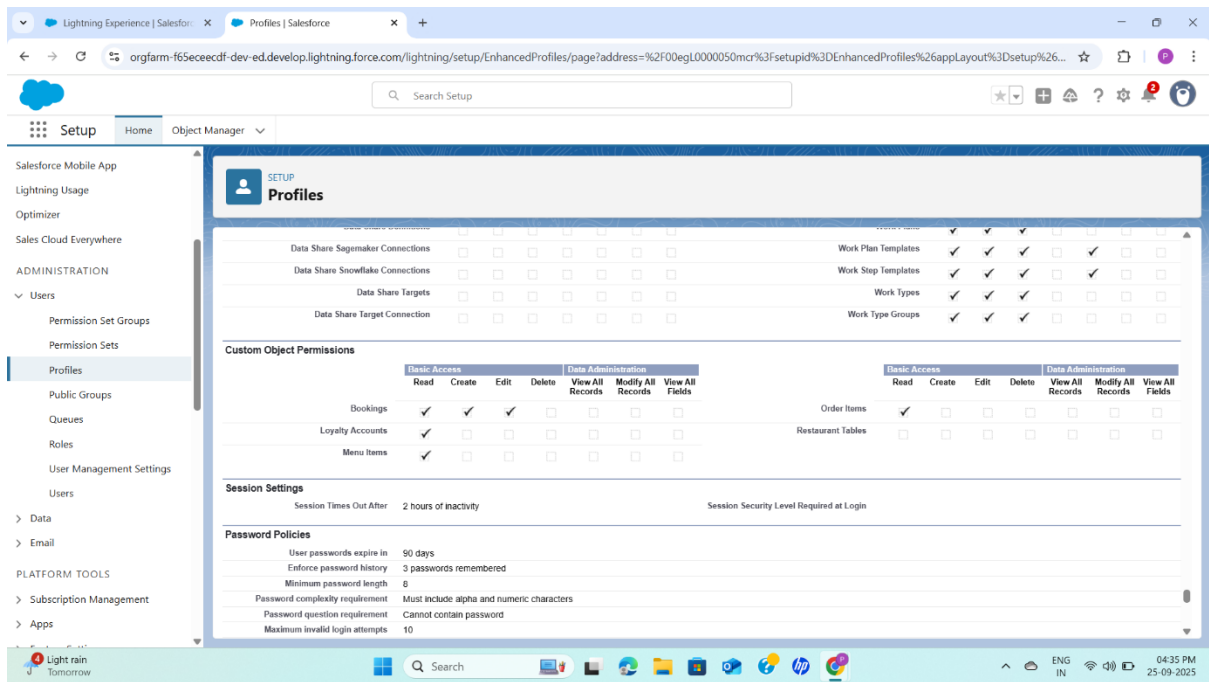 Lightning Experience | Salesforc
Profiles | Salesforce
orgfarm-f65eceecdf-dev-ed.develop.lightning.force.com/lightning/setup/EnhancedProfiles/page?address=%2F00egL0000050mcr%3Fsetupid%3DEnhancedProfiles%26appLayout%3Dsetup%26...
P
Search Setup
2
Setup Home Object Manager
Salesforce Mobile App
Lightning Usage
Optimizer
Sales Cloud Everywhere
ADMINISTRATION
Users
Permission Set Groups
Permission Sets
Profiles
Public Groups
Queues
Roles
User Management Settings
Users
Data
Email
PLATFORM TOOLS
Subscription Management
Apps
SETUP
Profiles
Data Share Sagemaker Connections Work Plan Templates
Data Share Snowflake Connections Work Step Templates
Data Share Targets Work Types
Data Share Target Connection Work Type Groups
Custom Object Permissions
Basic Access Data Administration Basic Access Data Administration
Read Create Edit Delete View All Records Modify All Records View All Fields Read Create Edit Delete View All Records Modify All Records View All Fields
Bookings Order Items
Loyalty Accounts Restaurant Tables
Menu Items
Session Settings
Session Times Out After 2 hours of inactivity Session Security Level Required at Login
Password Policies
User passwords expire in 90 days
Enforce password history 3 passwords remembered
Minimum password length 8
Password complexity requirement Must include alpha and numeric characters
Password question requirement Cannot contain password
Maximum invalid login attempts 10
4
Light rain
Tomorrow
Search
ENG
IN
04:35 PM
25-09-2025